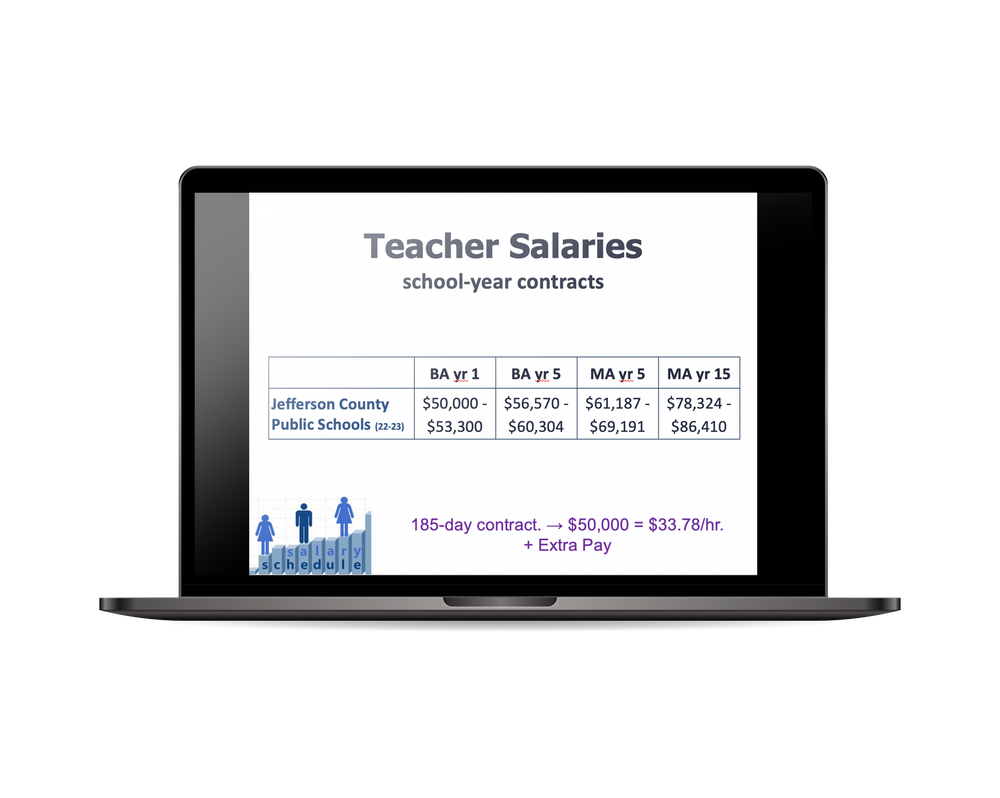 Teacher Salaries
school-year contracts
BA yr 1 BA yr 5 MA yr 5 MA yr 15
Jefferson County $50,000 - $56,570 - $61,187 - $78,324 -
Public Schools (22-23) $53,300 $60,304 $69,191 $86,410
185-day contract. → $50,000 = $33.78/hr.
+ Extra Pay
salary
schedule